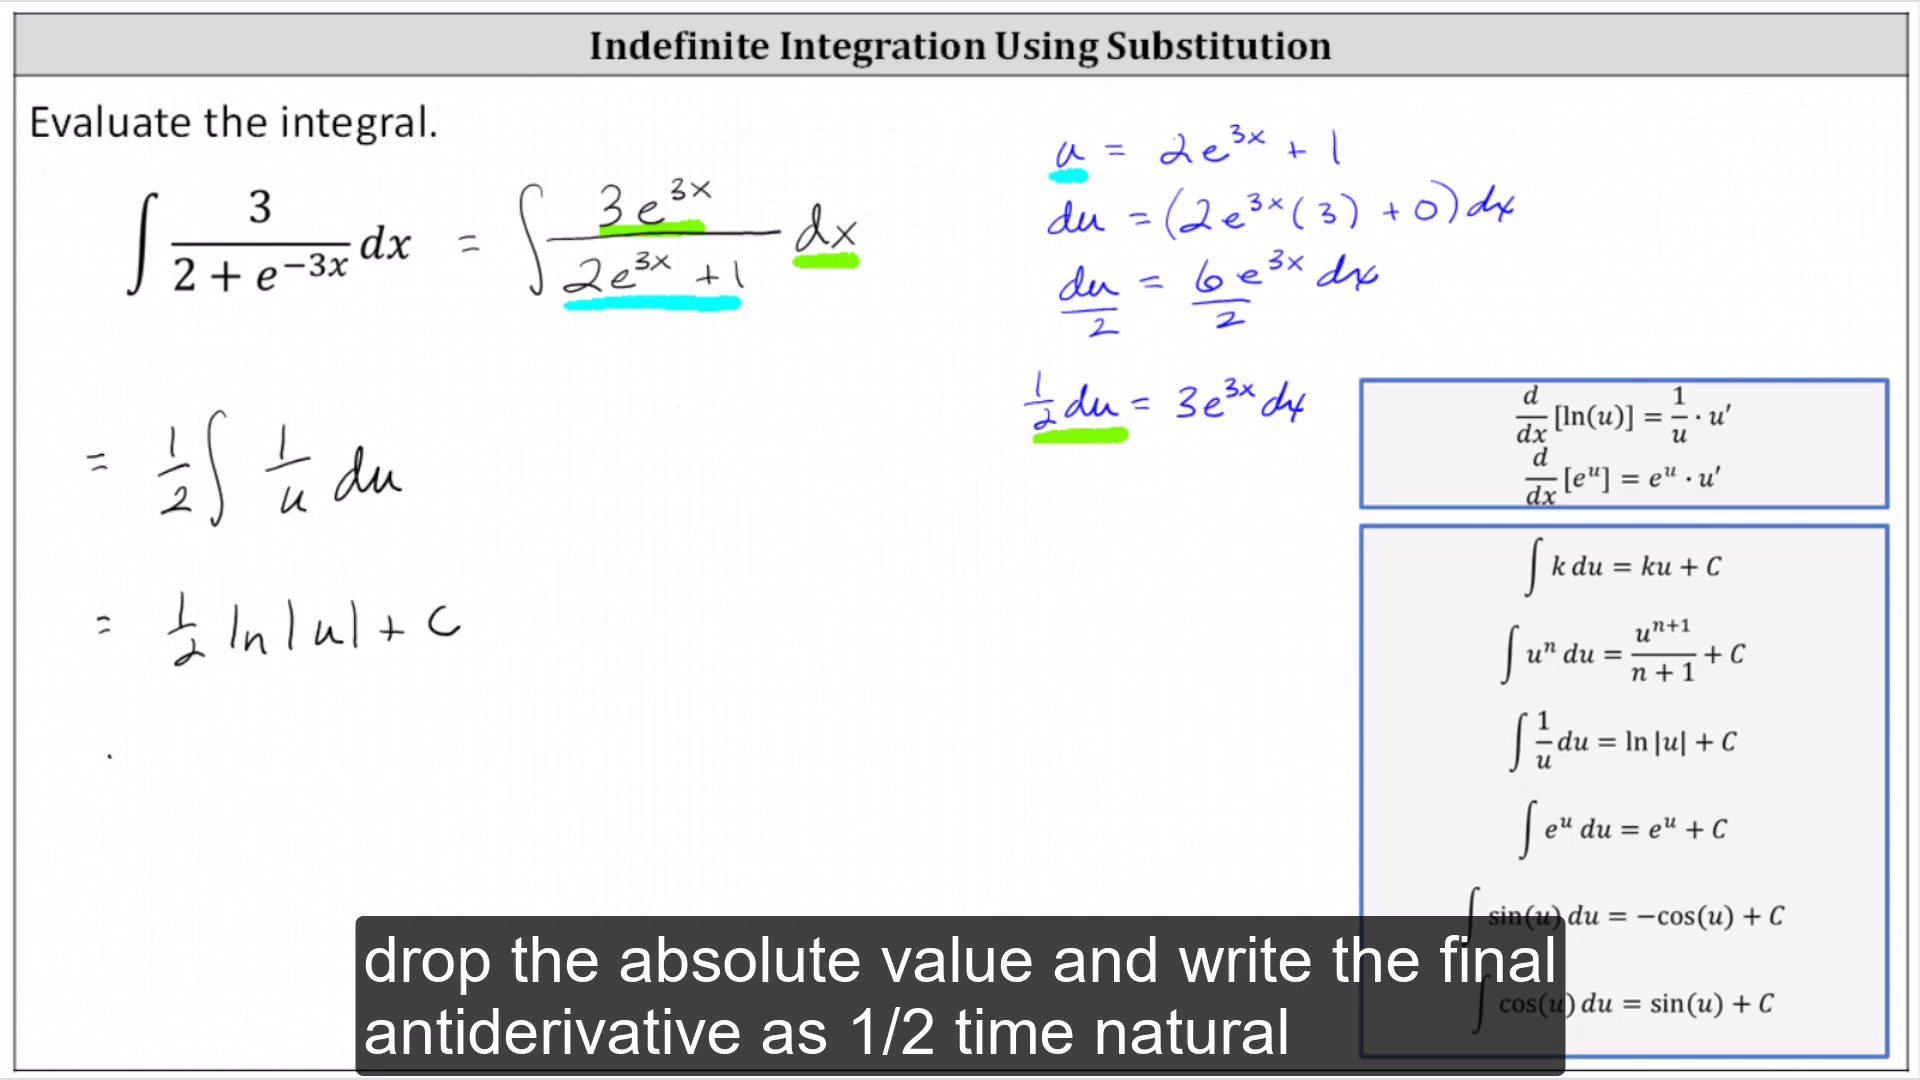 Indefinite Integration Using Substitution
Evaluate the integral.
∫ 3/(2 + e^(−3x)) dx = ∫ 3e^(3x)/(2e^(3x) + 1) dx
u = 2e^(3x) + 1
du = (2e^(3x)(3) + 0) dx
du/2 = 6e^(3x)/2 dx
1/2 du = 3e^(3x) dx
= 1/2 ∫ 1/u du
= 1/2 ln|u| + C
d/dx [ln(u)] = 1/u · u′
d/dx [e^u] = e^u · u′
∫ k du = ku + C
∫ u^n du = u^(n+1)/(n + 1) + C
∫ 1/u du = ln|u| + C
∫ e^u du = e^u + C
∫ sin(u) du = −cos(u) + C
∫ cos(u) du = sin(u) + C
drop the absolute value and write the final
antiderivative as 1/2 time natural